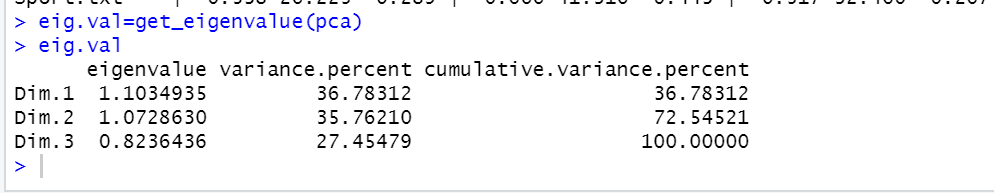 > eig.val=get_eigenvalue(pca)
> eig.val
eigenvalue variance.percent cumulative.variance.percent
Dim.1 1.1034935 36.78312 36.78312
Dim.2 1.0728630 35.76210 72.54521
Dim.3 0.8236436 27.45479 100.00000
>